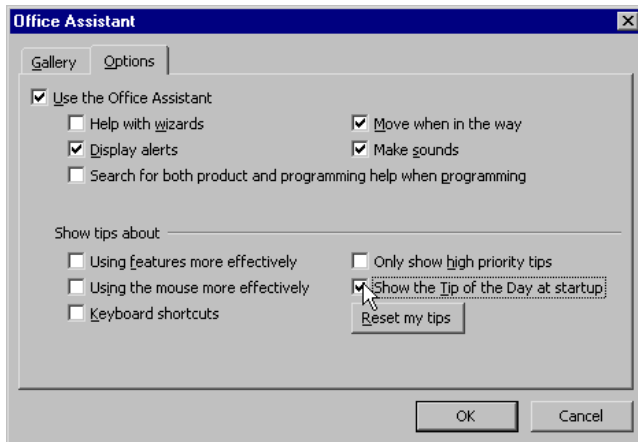 Office Assistant
Gallery Options
Use the Office Assistant
Help with wizards Move when in the way
Display alerts Make sounds
Search for both product and programming help when programming
Show tips about
Using features more effectively Only show high priority tips
Using the mouse more effectively Show the Tip of the Day at startup
Keyboard shortcuts Reset my tips
OK Cancel